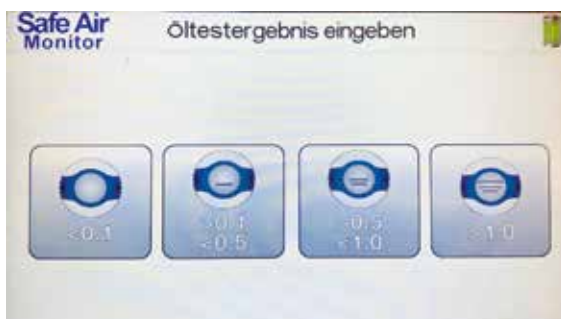 Safe Air
Monitor
Öltestergebnis eingeben
<0.1
>0.1
<0.5
>0.5
<1.0
>1.0